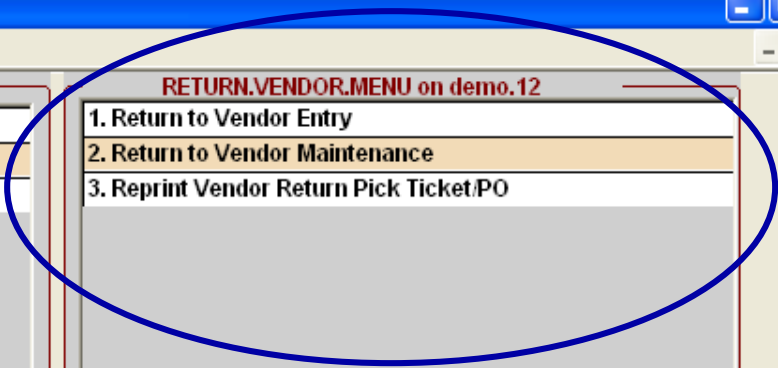 RETURN.VENDOR.MENU on demo.12
1. Return to Vendor Entry
2. Return to Vendor Maintenance
3. Reprint Vendor Return Pick Ticket/PO